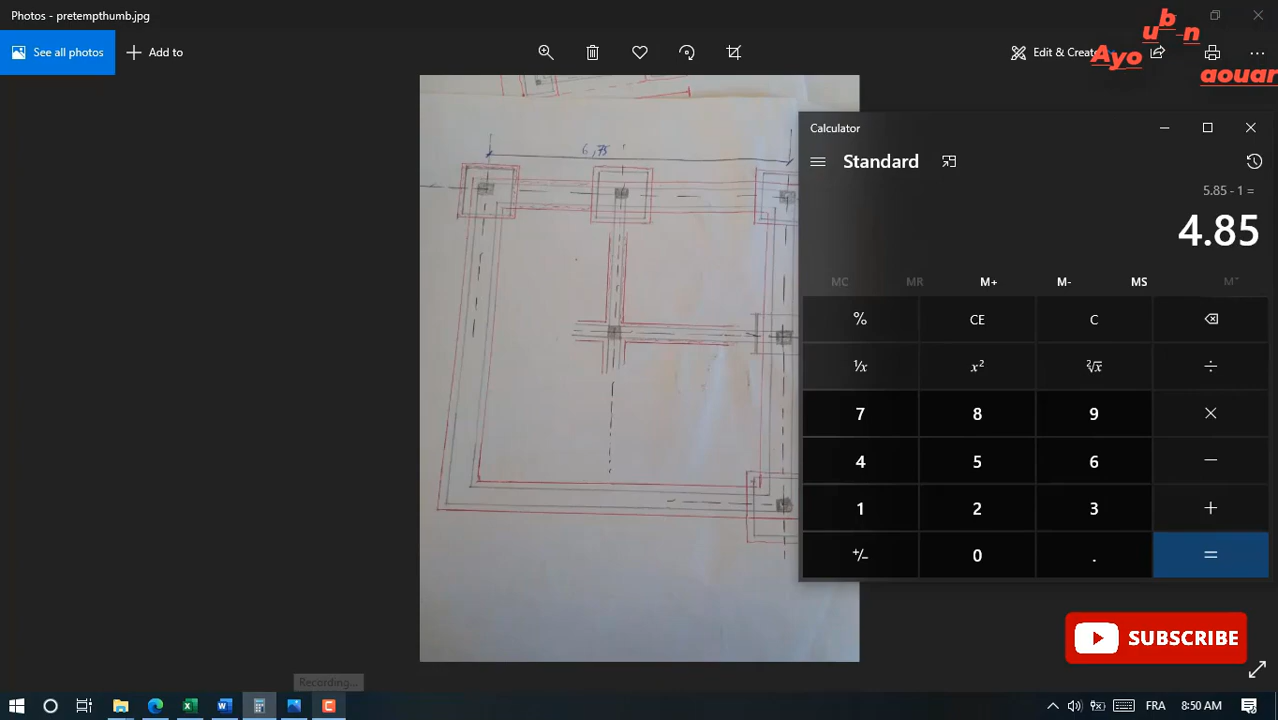 Photos - pretempthumb.jpg
See all photos
Add to
Edit & Create
Ayo u b - n aouar
6,75
Calculator
Standard
5.85 - 1 =
4.85
MC MR M+ M- MS M˅
% CE C
¹/x x² ²√x ÷
7 8 9 ×
4 5 6 −
1 2 3 +
+/− 0 . =
SUBSCRIBE
Recording...
FRA 8:50 AM